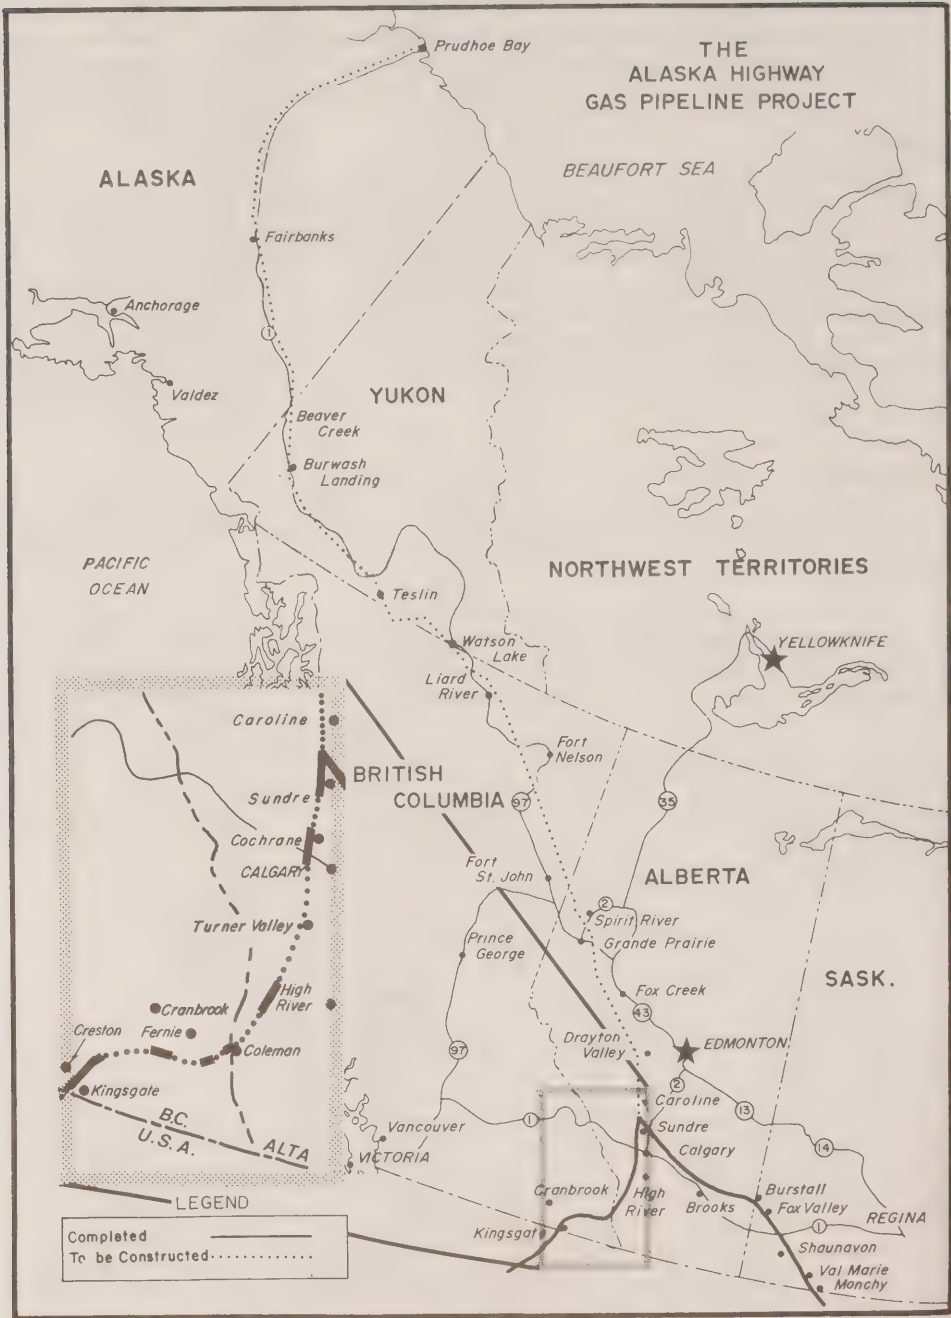 THE
ALASKA HIGHWAY
GAS PIPELINE PROJECT
Prudhoe Bay
BEAUFORT SEA
ALASKA
Fairbanks
Anchorage
1
Valdez
YUKON
Beaver
Creek
Burwash
Landing
PACIFIC
OCEAN
NORTHWEST TERRITORIES
Teslin
Watson
Lake
YELLOWKNIFE
Liard
River
Fort
Nelson
BRITISH
COLUMBIA
97
35
Fort
St. John
ALBERTA
2
Spirit River
Grande Prairie
Prince
George
SASK.
Fox Creek
43
Drayton
Valley
EDMONTON
97
2
Caroline
13
1
Sundre
14
Vancouver
Calgary
VICTORIA
Cranbrook
High
River
Brooks
Burstall
Fox Valley
1
REGINA
Kingsgat
Shaunavon
Val Marie
Monchy
Caroline
Sundre
Cochrane
CALGARY
Turner Valley
High
River
Cranbrook
Creston
Fernie
Coleman
Kingsgate
B.C.
U.S.A.
ALTA
LEGEND
Completed
To be Constructed